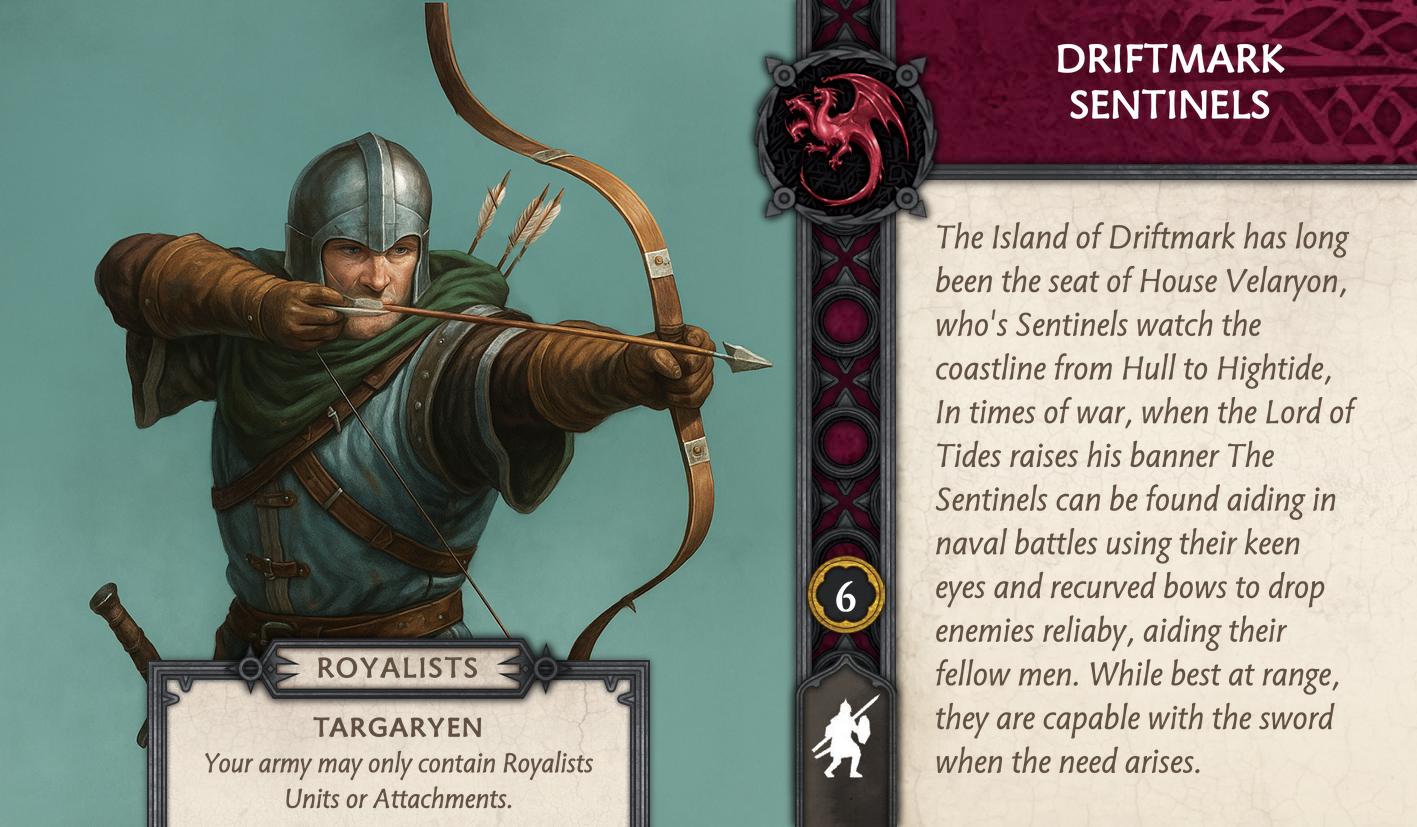 DRIFTMARK
SENTINELS
The Island of Driftmark has long
been the seat of House Velaryon,
who's Sentinels watch the
coastline from Hull to Hightide,
In times of war, when the Lord of
Tides raises his banner The
Sentinels can be found aiding in
naval battles using their keen
eyes and recurved bows to drop
enemies reliaby, aiding their
fellow men. While best at range,
they are capable with the sword
when the need arises.
6
ROYALISTS
TARGARYEN
Your army may only contain Royalists
Units or Attachments.